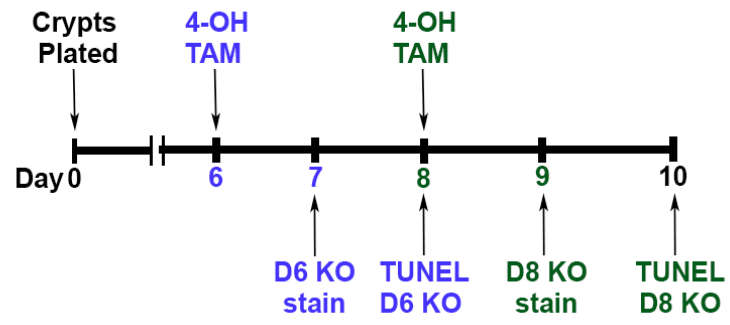 Crypts
Plated
4-OH
TAM
4-OH
TAM
Day 0 6 7 8 9 10
D6 KO
stain
TUNEL
D6 KO
D8 KO
stain
TUNEL
D8 KO